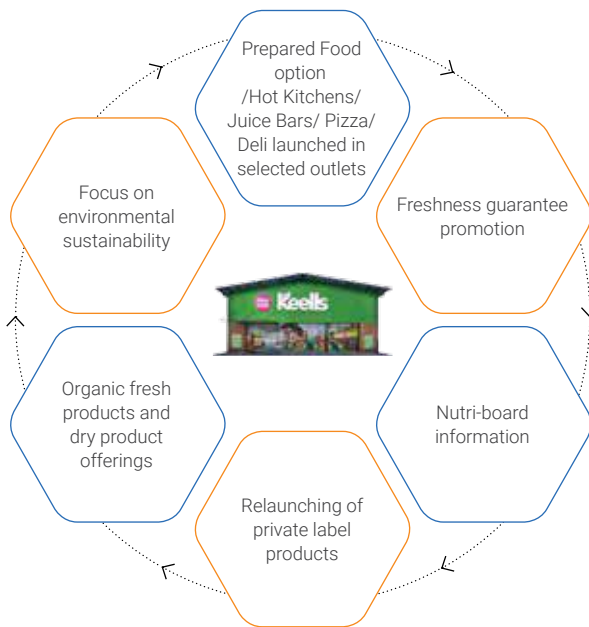 Prepared Food
option
/Hot Kitchens/
Juice Bars/ Pizza/
Deli launched in
selected outlets
Freshness guarantee
promotion
Nutri-board
information
Relaunching of
private label
products
Organic fresh
products and
dry product
offerings
Focus on
environmental
sustainability
Keells